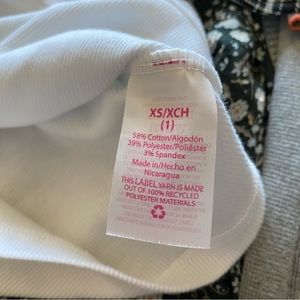 XS/XCH
(1)
58% Cotton/Algodón
39% Polyester/Poliéster
3% Spandex
Made in/Hecho en
Nicaragua
This LABEL YARN IS MADE
OUT OF 100% RECYCLED
POLYESTER MATERIALS